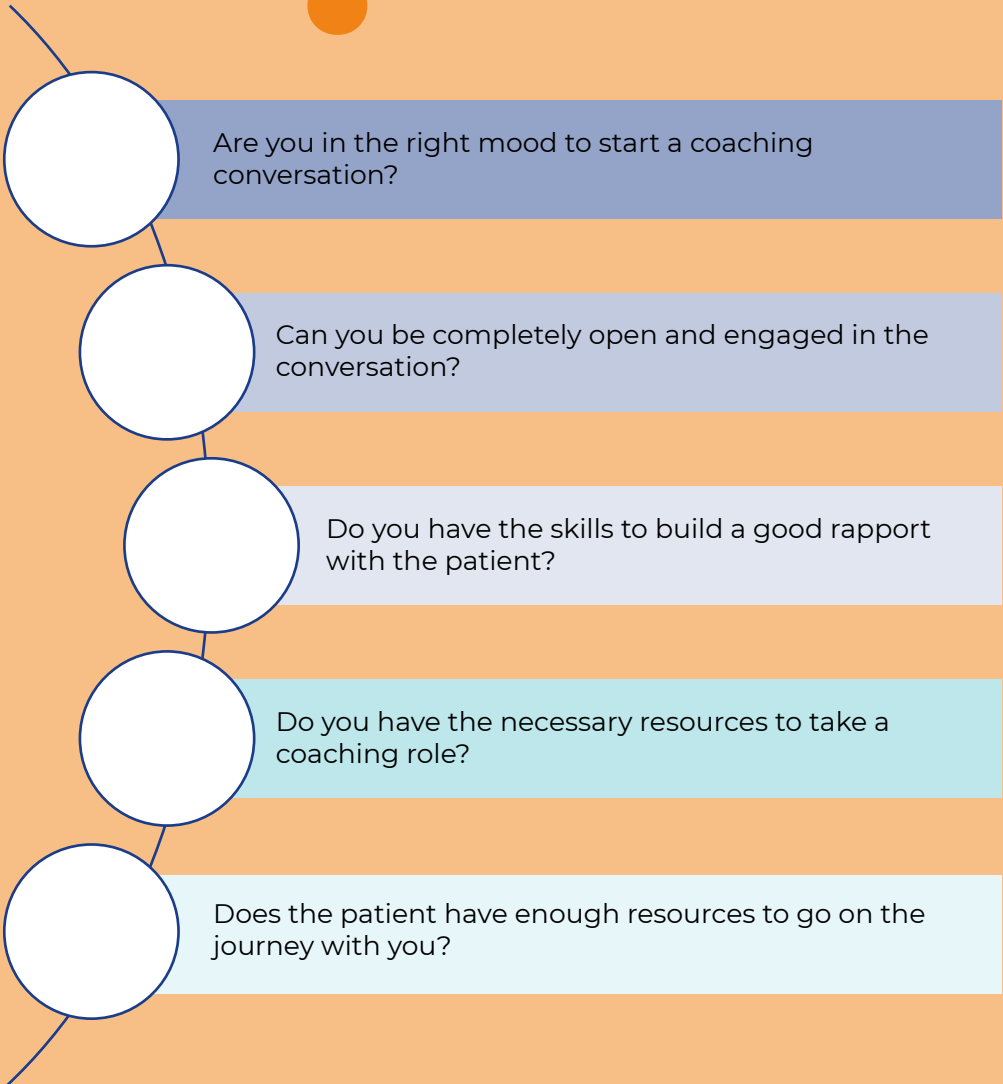 Are you in the right mood to start a coaching
conversation?
Can you be completely open and engaged in the
conversation?
Do you have the skills to build a good rapport
with the patient?
Do you have the necessary resources to take a
coaching role?
Does the patient have enough resources to go on the
journey with you?